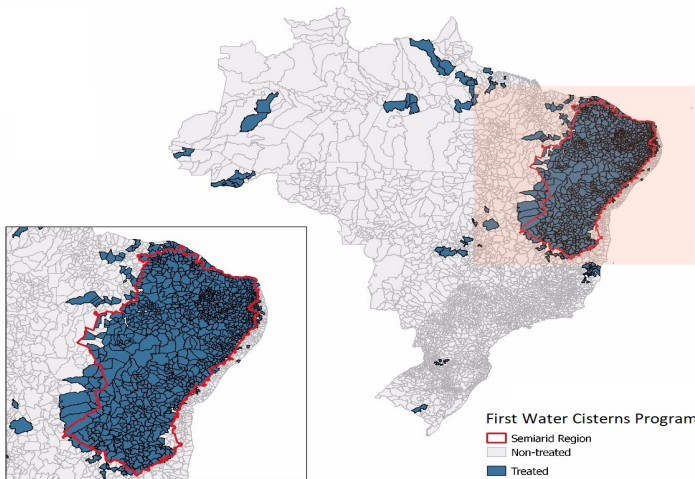 First Water Cisterns Program
Semiarid Region
Non-treated
Treated